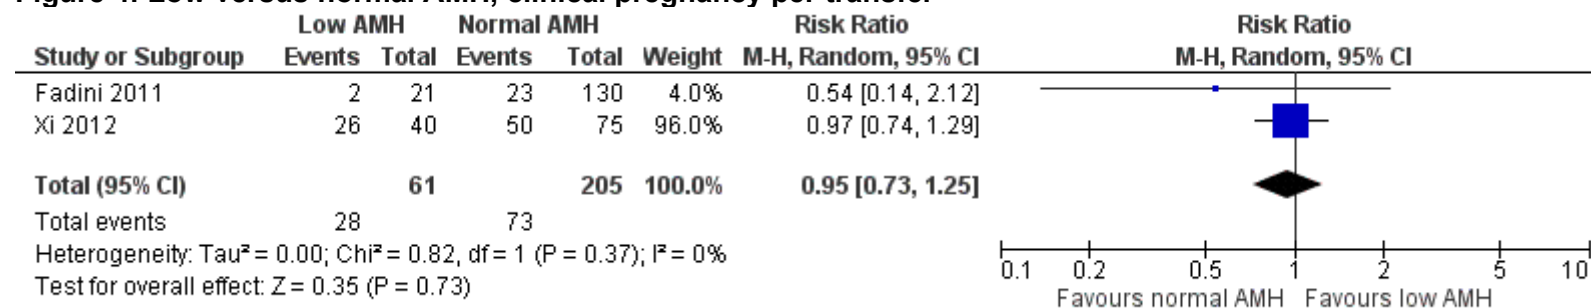 Figure 4: Low versus normal AMH, clinical pregnancy per transfer
Low AMH Normal AMH Risk Ratio Risk Ratio
Study or Subgroup Events Total Events Total Weight M-H, Random, 95% CI M-H, Random, 95% CI
Fadini 2011 2 21 23 130 4.0% 0.54 [0.14, 2.12]
Xi 2012 26 40 50 75 96.0% 0.97 [0.74, 1.29]
Total (95% CI) 61 205 100.0% 0.95 [0.73, 1.25]
Total events 28 73
Heterogeneity: Tau² = 0.00; Chi² = 0.82, df = 1 (P = 0.37); I² = 0%
Test for overall effect: Z = 0.35 (P = 0.73)
0.1 0.2 0.5 1 2 5 10
Favours normal AMH Favours low AMH